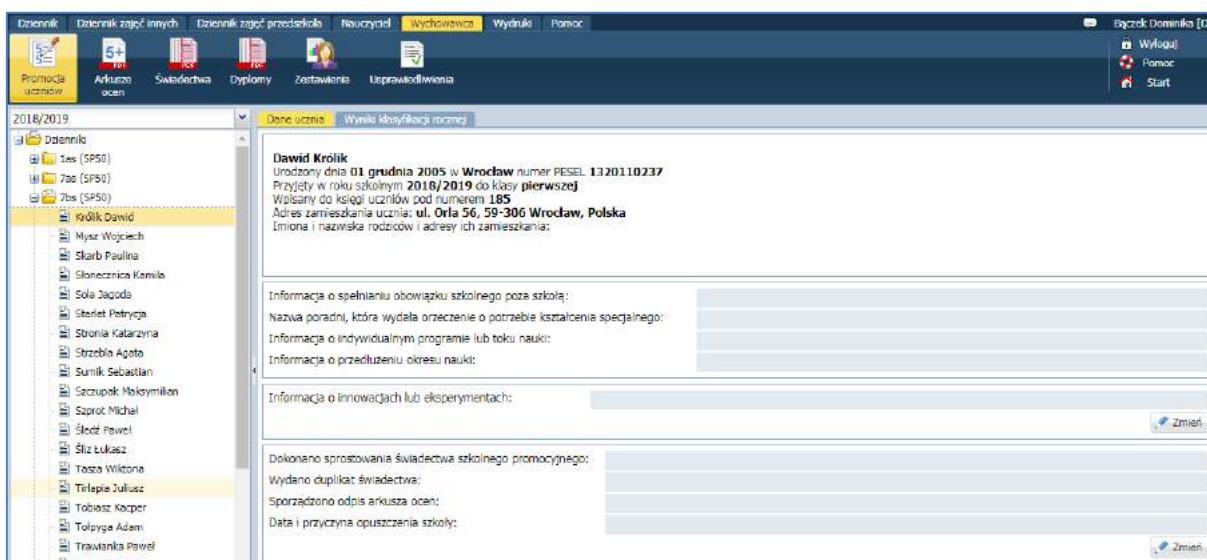 Dziennik Dziennik zajęć innych Dziennik zajęć przedszkola Nauczyciel Wychowawca Wydruki Pomoc Bączek Dominika [D
Promocja uczniów Arkusze ocen Świadectwa Dyplomy Zestawienia Usprawiedliwienia
Wyloguj
Pomoc
Start
2018/2019
Dane ucznia Wyniki klasyfikacji rocznej
Dzienniki
1as (SP50)
7as (SP50)
7bs (SP50)
Królik Dawid
Mysz Wojciech
Skarb Paulina
Słonecznica Kamila
Sola Jagoda
Sterlet Patrycja
Stronia Katarzyna
Strzebla Agata
Sumik Sebastian
Szczupak Maksymilian
Szprot Michał
Śledź Paweł
Śliz Łukasz
Tasza Wiktoria
Tirlapia Juliusz
Tobiasz Kacper
Tołpyga Adam
Trawianka Paweł
Dawid Królik
Urodzony dnia 01 grudnia 2005 w Wrocław numer PESEL 1320110237
Przyjęty w roku szkolnym 2018/2019 do klasy pierwszej
Wpisany do księgi uczniów pod numerem 185
Adres zamieszkania ucznia: ul. Orla 56, 59-306 Wrocław, Polska
Imiona i nazwiska rodziców i adresy ich zamieszkania:
Informacja o spełnianiu obowiązku szkolnego poza szkołą:
Nazwa poradni, która wydała orzeczenie o potrzebie kształcenia specjalnego:
Informacja o indywidualnym programie lub toku nauki:
Informacja o przedłużeniu okresu nauki:
Informacja o innowacjach lub eksperymentach:
Zmień
Dokonano sprostowania świadectwa szkolnego promocyjnego:
Wydano duplikat świadectwa:
Sporządzono odpis arkusza ocen:
Data i przyczyna opuszczenia szkoły:
Zmień